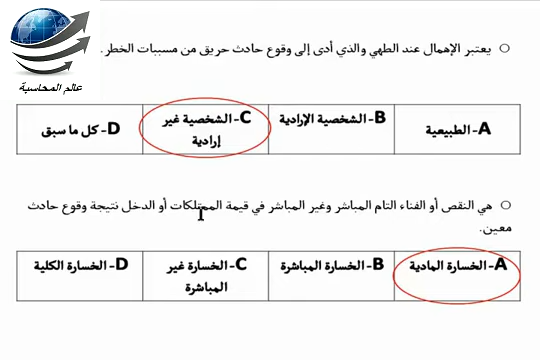 عالم المحاسبة
○ يعتبر الإهمال عند الطهي والذي أدى إلى وقوع حادث حريق من مسببات الخطر.
A- الطبيعية
B- الشخصية الإرادية
C- الشخصية غير
إرادية
D- كل ما سبق
○ هي النقص أو الفناء التام المباشر وغير المباشر في قيمة الممتلكات أو الدخل نتيجة وقوع حادث
معين.
A- الخسارة المادية
B- الخسارة المباشرة
C- الخسارة غير
المباشرة
D- الخسارة الكلية